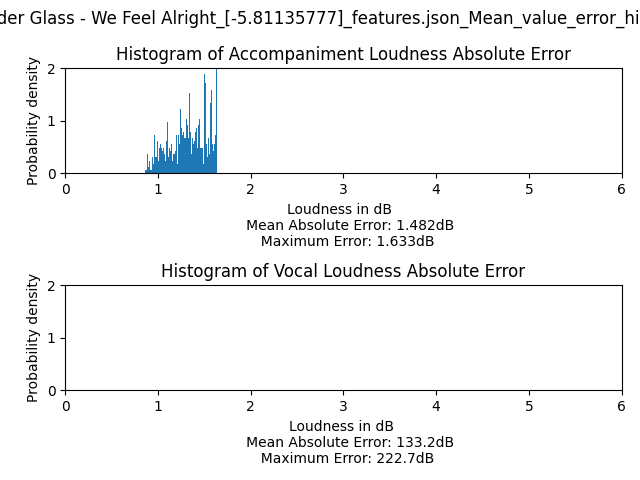 der Glass - We Feel Alright_[-5.81135777]_features.json_Mean_value_error_hi
Histogram of Accompaniment Loudness Absolute Error
Probability density
2
1
0
0 1 2 3 4 5 6
Loudness in dB
Mean Absolute Error: 1.482dB
Maximum Error: 1.633dB
Histogram of Vocal Loudness Absolute Error
Probability density
2
1
0
0 1 2 3 4 5 6
Loudness in dB
Mean Absolute Error: 133.2dB
Maximum Error: 222.7dB